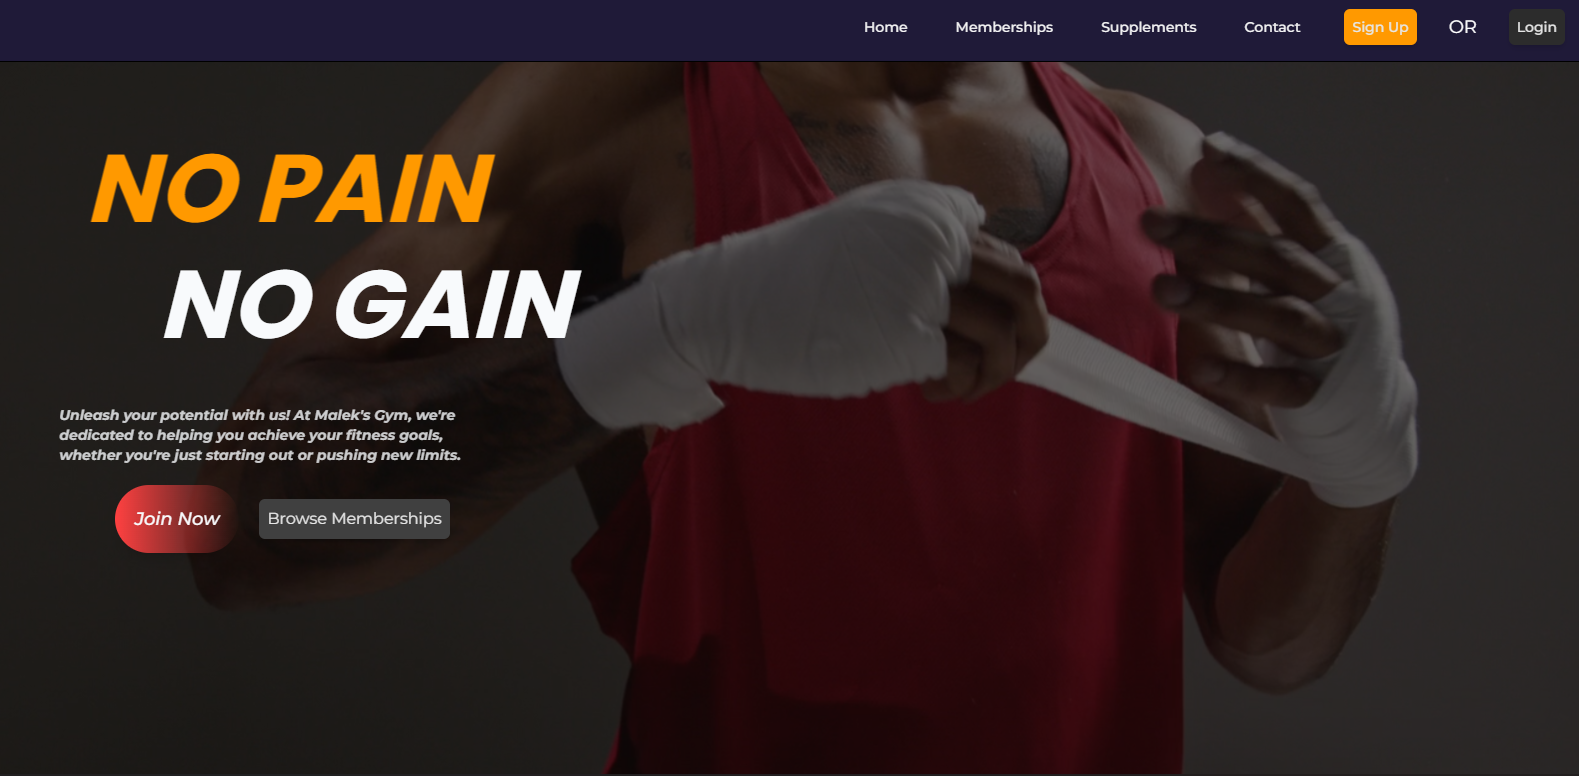 Home Memberships Supplements Contact Sign Up OR Login
NO PAIN
NO GAIN
Unleash your potential with us! At Malek's Gym, we're
dedicated to helping you achieve your fitness goals,
whether you're just starting out or pushing new limits.
Join Now Browse Memberships